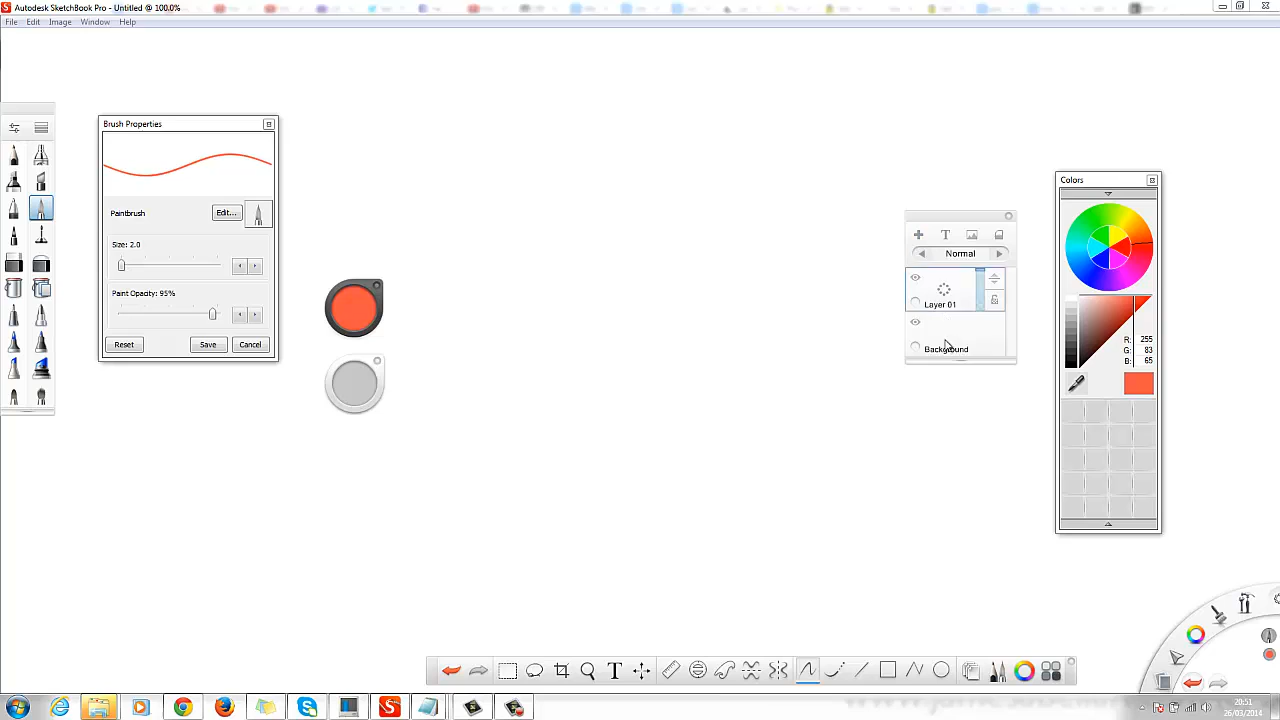 Autodesk SketchBook Pro - Untitled @ 100.0%
File Edit Image Window Help
Brush Properties
Paintbrush
Edit...
Size: 2.0
Paint Opacity: 95%
Reset Save Cancel
Normal
Layer 01
Background
Colors
R: 255
G: 83
B: 65
20:51
26/03/2014